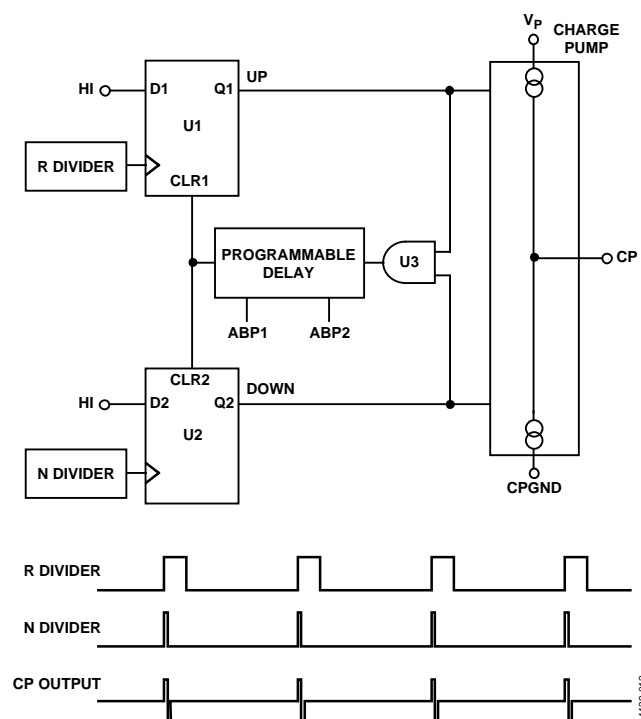 VP
CHARGE
PUMP
UP
HI
D1
Q1
U1
R DIVIDER
CLR1
PROGRAMMABLE
DELAY
U3
CP
ABP1
ABP2
CLR2
DOWN
HI
D2
Q2
U2
N DIVIDER
CPGND
R DIVIDER
N DIVIDER
CP OUTPUT